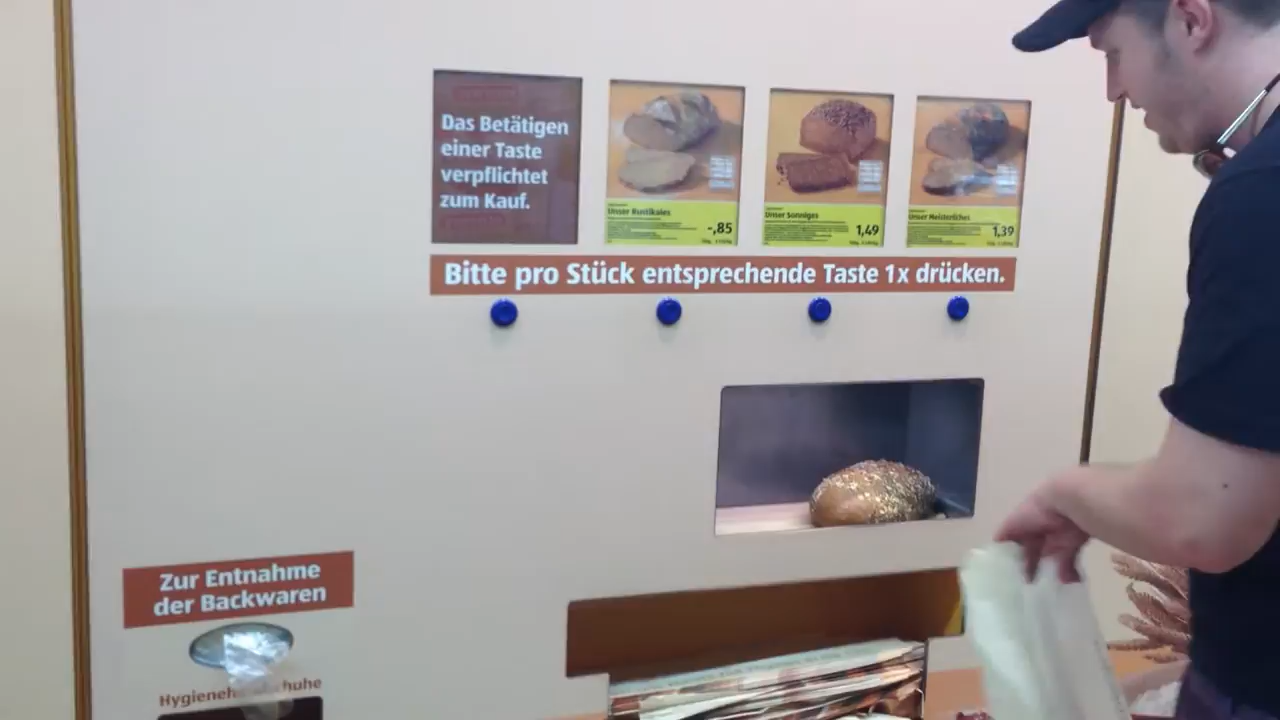 Das Betätigen
einer Taste
verpflichtet
zum Kauf.
Unser Rustikales
-,85
Unser Sonniges
1,49
Unser Meisterliches
1,39
Bitte pro Stück entsprechende Taste 1x drücken.
Zur Entnahme
der Backwaren